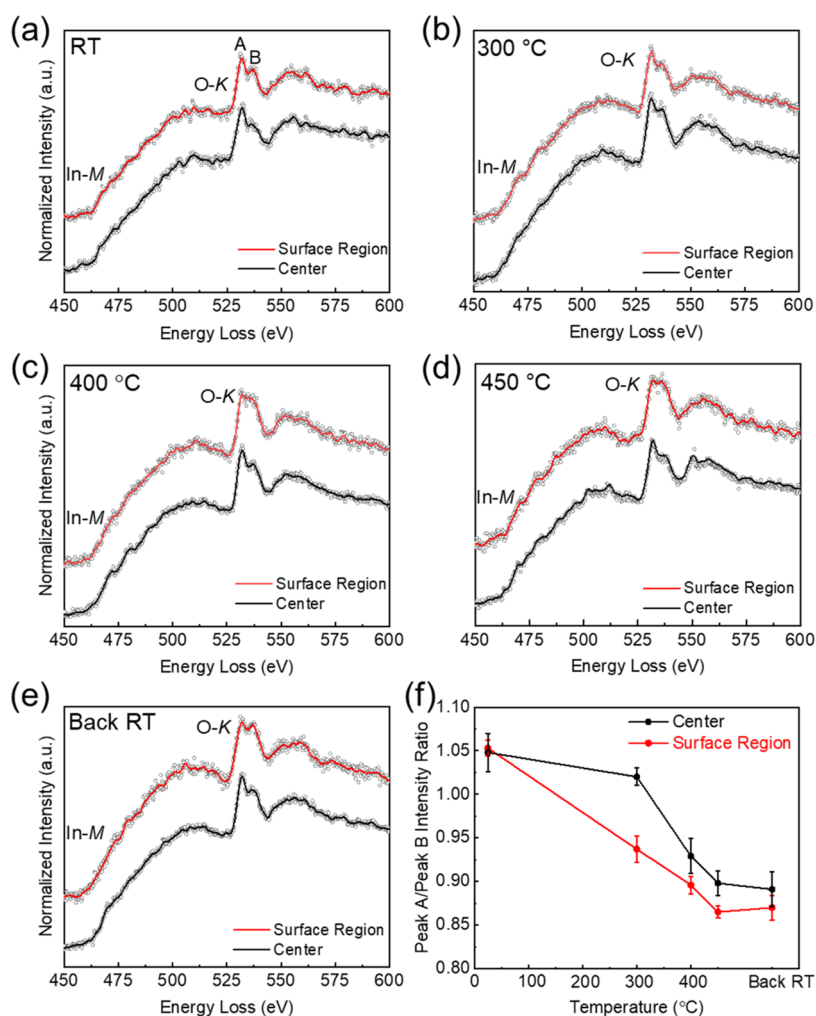 (a)
RT
A
B
O-K
In-M
Surface Region
Center
Normalized Intensity (a.u.)
450 475 500 525 550 575 600
Energy Loss (eV)
(b)
300 °C
O-K
In-M
Surface Region
Center
450 475 500 525 550 575 600
Energy Loss (eV)
(c)
400 °C
O-K
In-M
Surface Region
Center
Normalized Intensity (a.u.)
450 475 500 525 550 575 600
Energy Loss (eV)
(d)
450 °C
O-K
In-M
Surface Region
Center
450 475 500 525 550 575 600
Energy Loss (eV)
(e)
Back RT
O-K
In-M
Surface Region
Center
Normalized Intensity (a.u.)
450 475 500 525 550 575 600
Energy Loss (eV)
(f)
Center
Surface Region
Peak A/Peak B Intensity Ratio
1.10
1.05
1.00
0.95
0.90
0.85
0.80
0 100 200 300 400 Back RT
Temperature (°C)